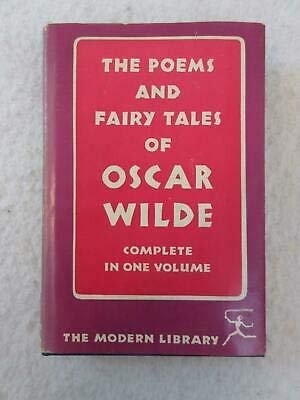 THE POEMS
AND
FAIRY TALES
OF
OSCAR
WILDE
COMPLETE
IN ONE VOLUME
THE MODERN LIBRARY